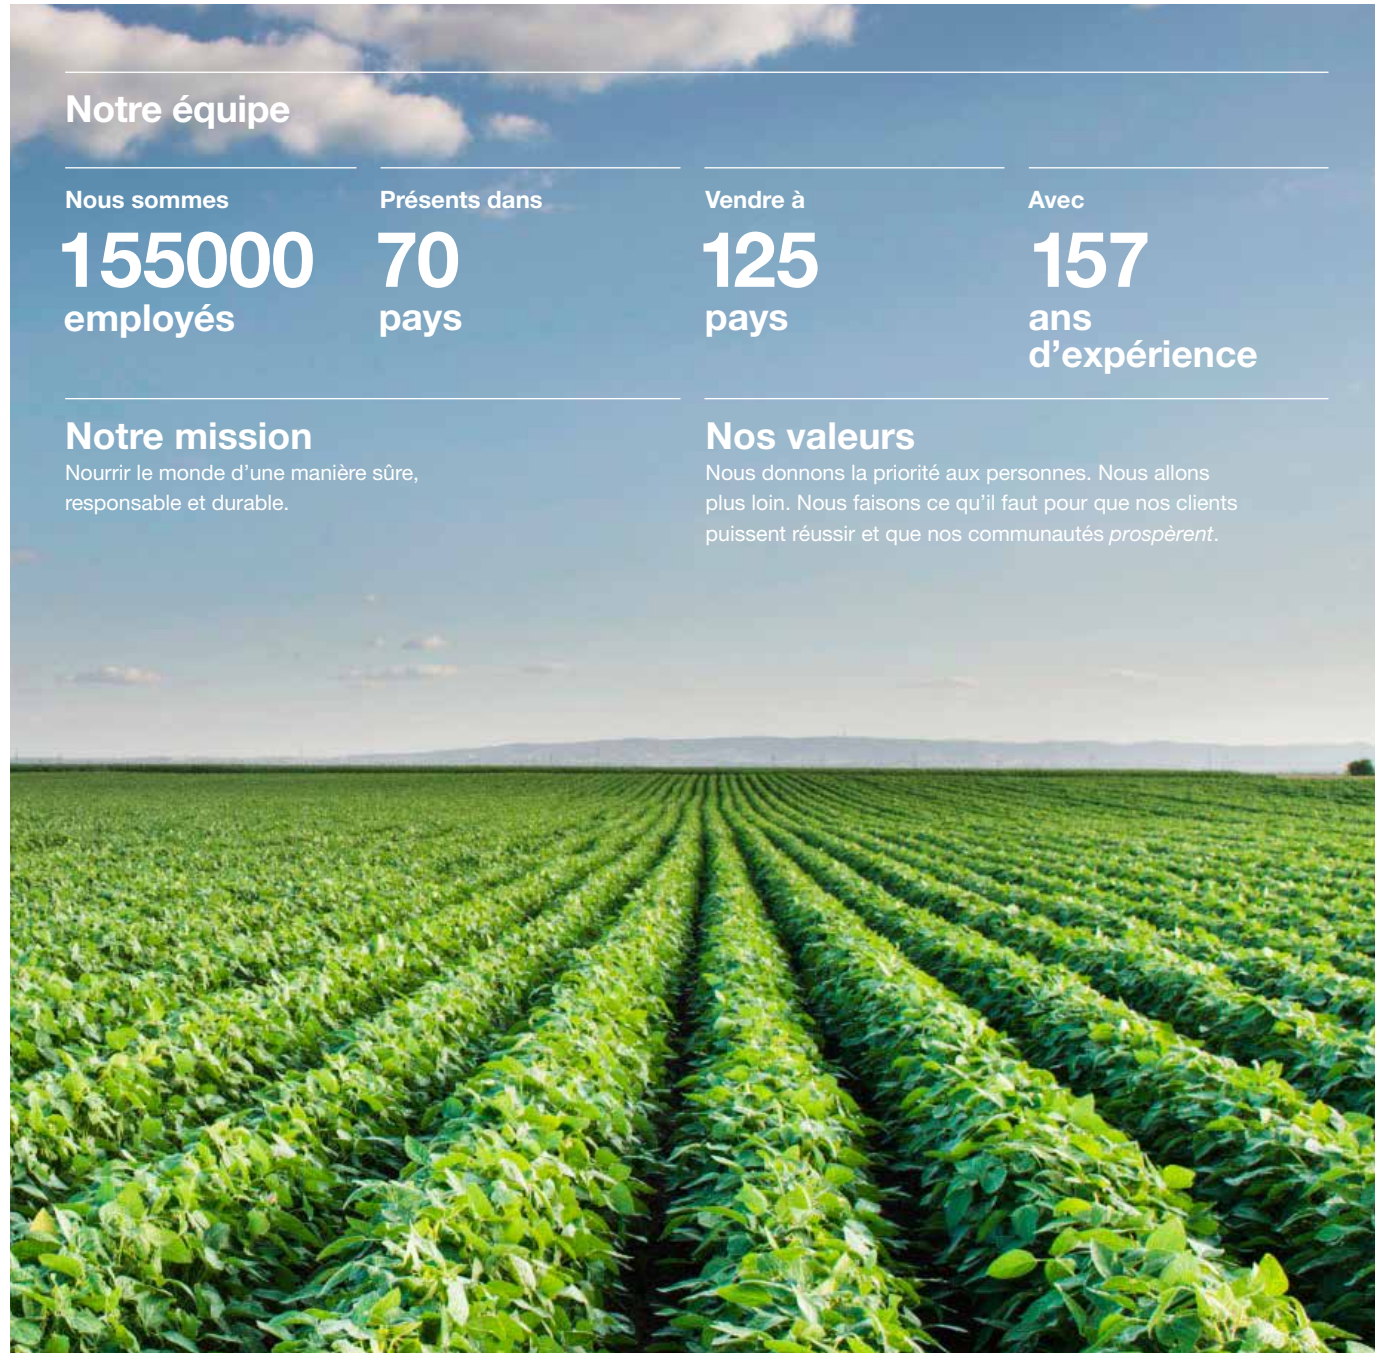 Notre équipe
Nous sommes
155000
employés
Présents dans
70
pays
Vendre à
125
pays
Avec
157
ans
d’expérience
Notre mission
Nourrir le monde d’une manière sûre,
responsable et durable.
Nos valeurs
Nous donnons la priorité aux personnes. Nous allons
plus loin. Nous faisons ce qu’il faut pour que nos clients
puissent réussir et que nos communautés prospèrent.